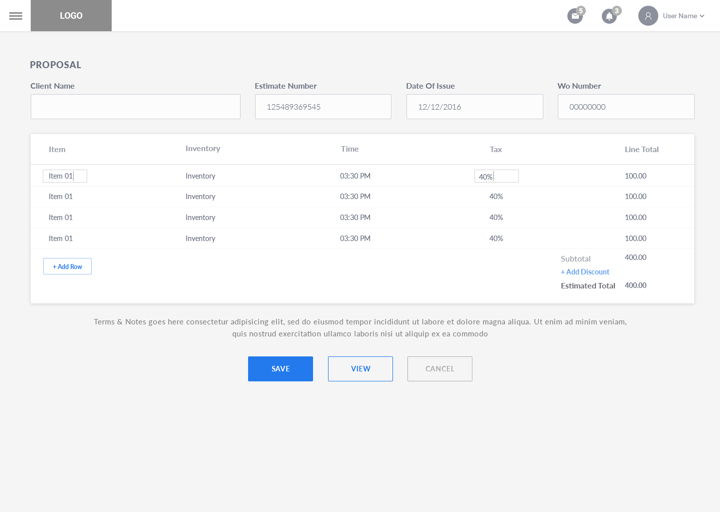 LOGO
5
3
User Name
PROPOSAL
Client Name
Estimate Number
Date Of Issue
Wo Number
125489369545
12/12/2016
00000000
Item
Inventory
Time
Tax
Line Total
Item 01
Inventory
03:30 PM
40%
100.00
Item 01
Inventory
03:30 PM
40%
100.00
Item 01
Inventory
03:30 PM
40%
100.00
Item 01
Inventory
03:30 PM
40%
100.00
+ Add Row
Subtotal
400.00
+ Add Discount
Estimated Total
400.00
Terms & Notes goes here consectetur adipisicing elit, sed do eiusmod tempor incididunt ut labore et dolore magna aliqua. Ut enim ad minim veniam,
quis nostrud exercitation ullamco laboris nisi ut aliquip ex ea commodo
SAVE
VIEW
CANCEL